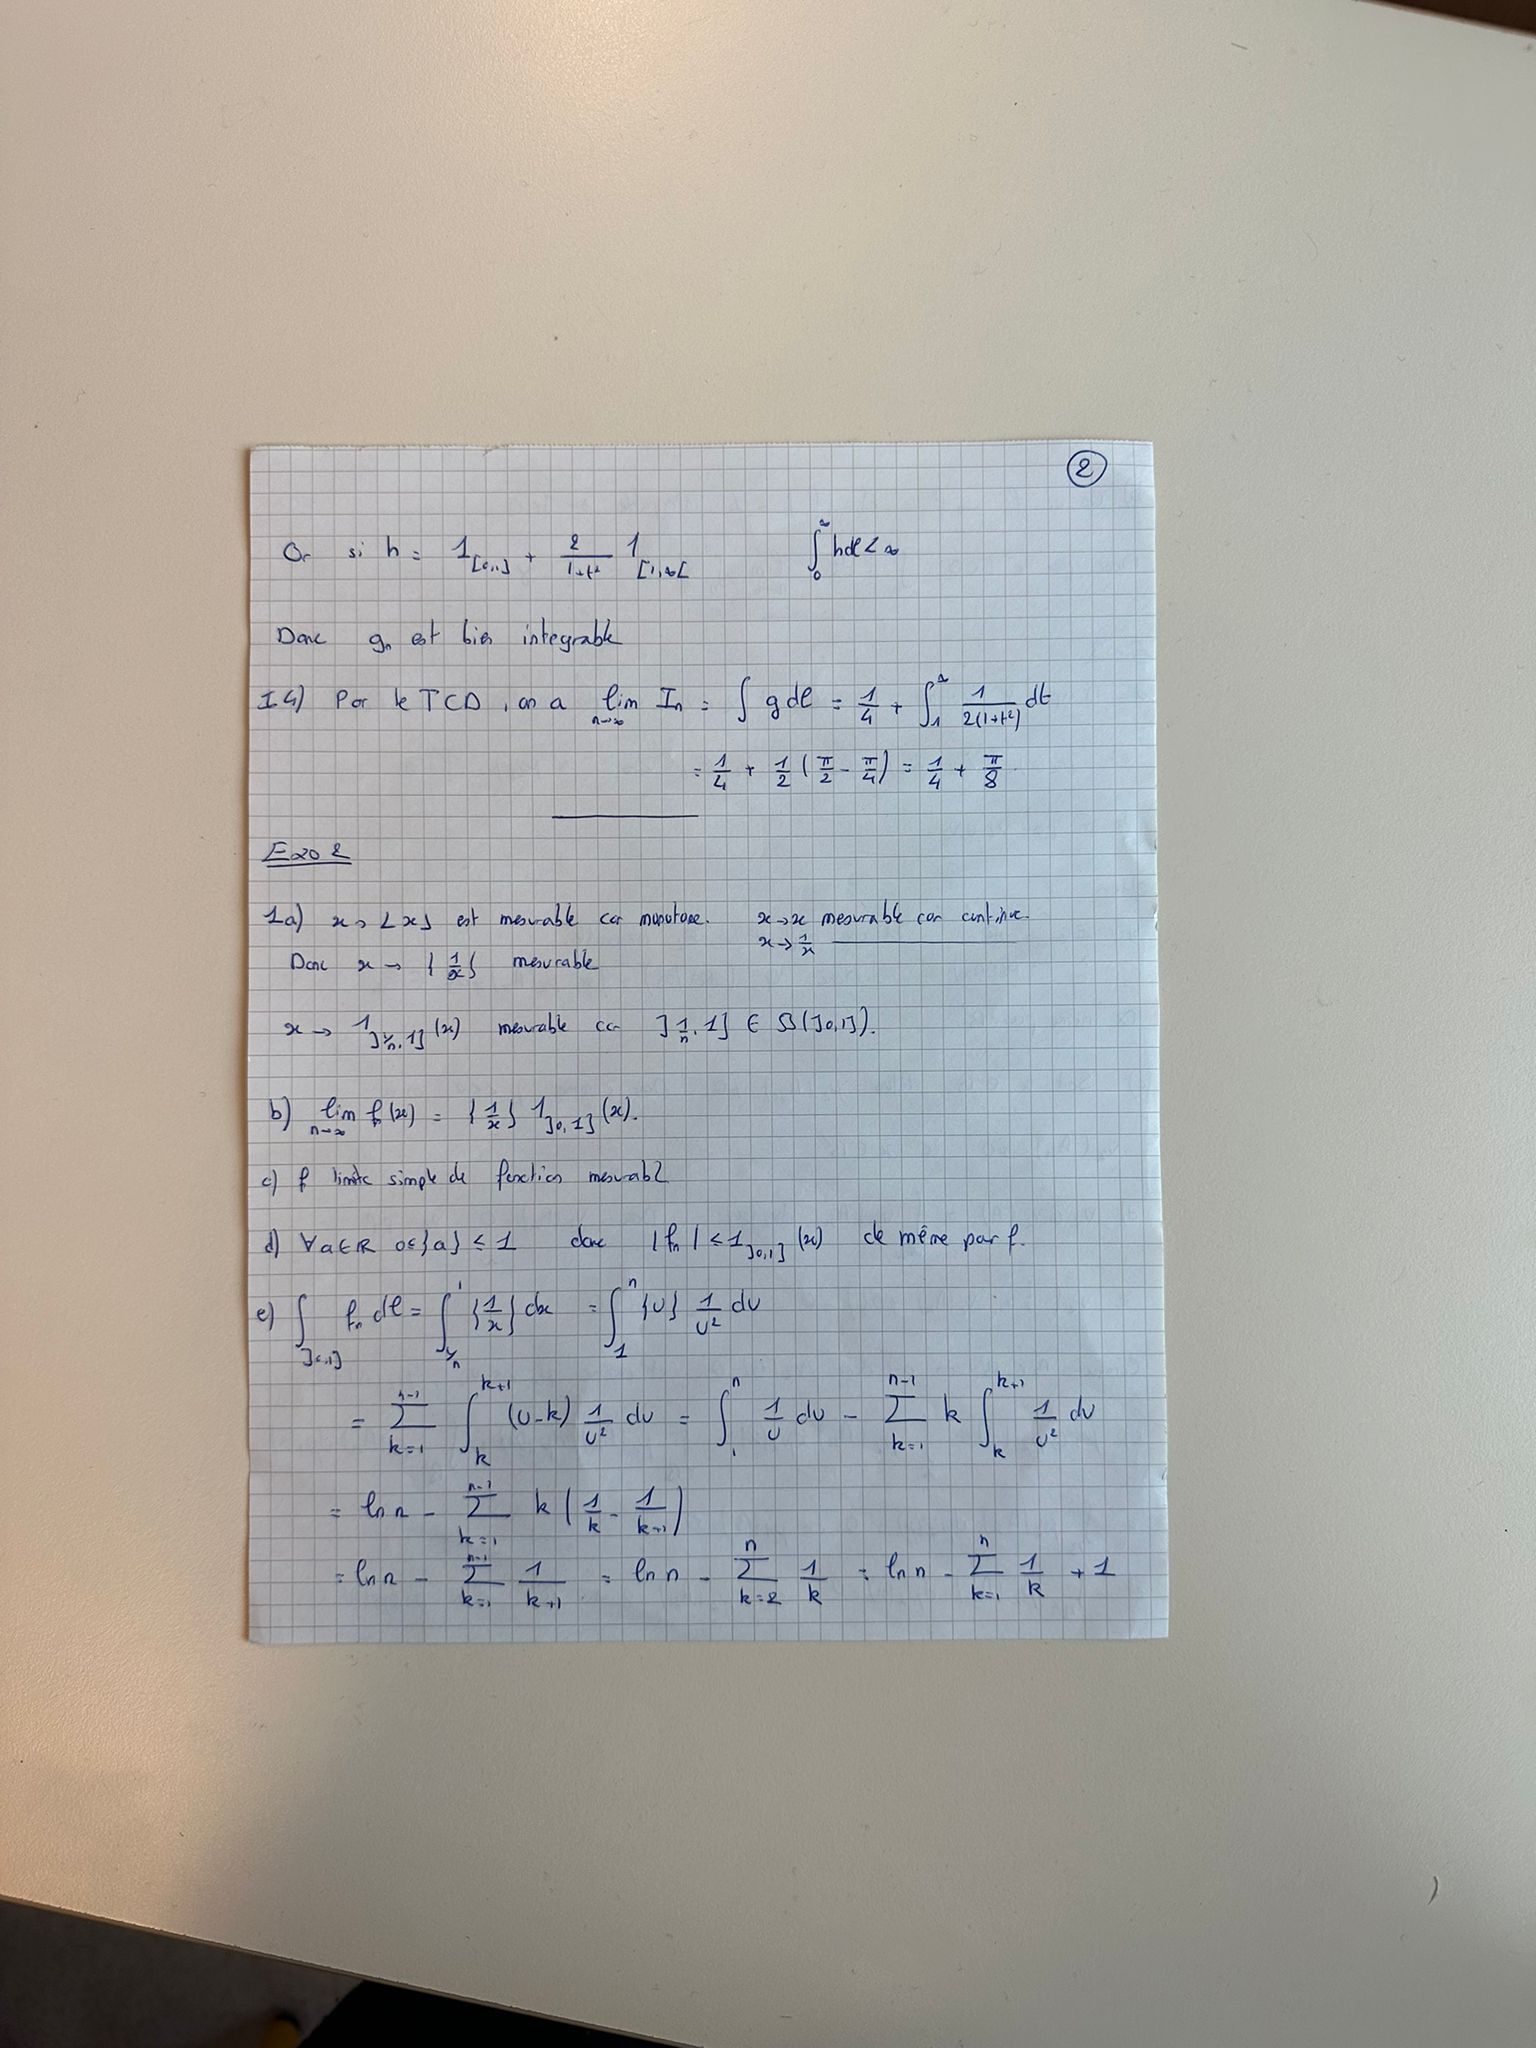 ②
Or si h = 1_{[0,1]} + 2/(1+t²) 1_{[1,∞[    ∫_0^∞ h dℓ < ∞
Donc g_n est bien integrable
I 4) Par le TCD, on a lim_{n→∞} I_n = ∫ g dℓ = 1/4 + ∫_1^∞ 1/(2(1+t²)) dt
= 1/4 + 1/2 (π/2 - π/4) = 1/4 + π/8.
Exo 2
1a) x → ⌊x⌋ est mesurable car monotone. x → x mesurable car continue.
x → 1/x ———
Donc x → {1/x} mesurable
x → 1_{]1/n, 1]}(x) mesurable car ]1/n, 1] ∈ B(]0,1]).
b) lim_{n→∞} f_n(x) = {1/x} 1_{]0,1]}(x).
c) f limite simple de fonction mesurabl
d) ∀a∈ℝ 0≤{a} ≤ 1 donc |f_n| ≤ 1_{]0,1]}(x) de même par f.
e) ∫_{]0,1]} f_n dℓ = ∫_{1/n}^1 {1/x} dx = ∫_1^n {u} 1/u² du
= Σ_{k=1}^{n-1} ∫_k^{k+1} (u-k) 1/u² du = ∫_1^n 1/u du - Σ_{k=1}^{n-1} k ∫_k^{k+1} 1/u² du
= ln n - Σ_{k=1}^{n-1} k (1/k - 1/(k+1))
= ln n - Σ_{k=1}^{n-1} 1/(k+1) = ln n - Σ_{k=2}^n 1/k = ln n - Σ_{k=1}^n 1/k + 1